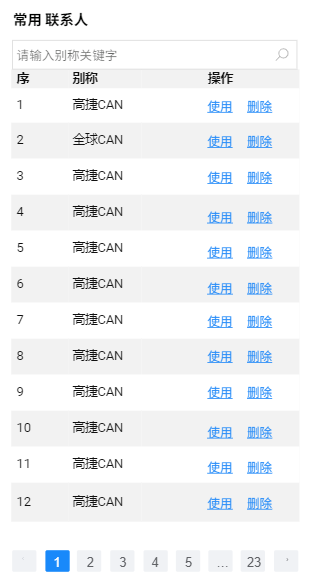 常用 联系人
请输入别称关键字
序 别称 操作
1 高捷CAN 使用 删除
2 全球CAN 使用 删除
3 高捷CAN 使用 删除
4 高捷CAN 使用 删除
5 高捷CAN 使用 删除
6 高捷CAN 使用 删除
7 高捷CAN 使用 删除
8 高捷CAN 使用 删除
9 高捷CAN 使用 删除
10 高捷CAN 使用 删除
11 高捷CAN 使用 删除
12 高捷CAN 使用 删除
1 2 3 4 5 ... 23